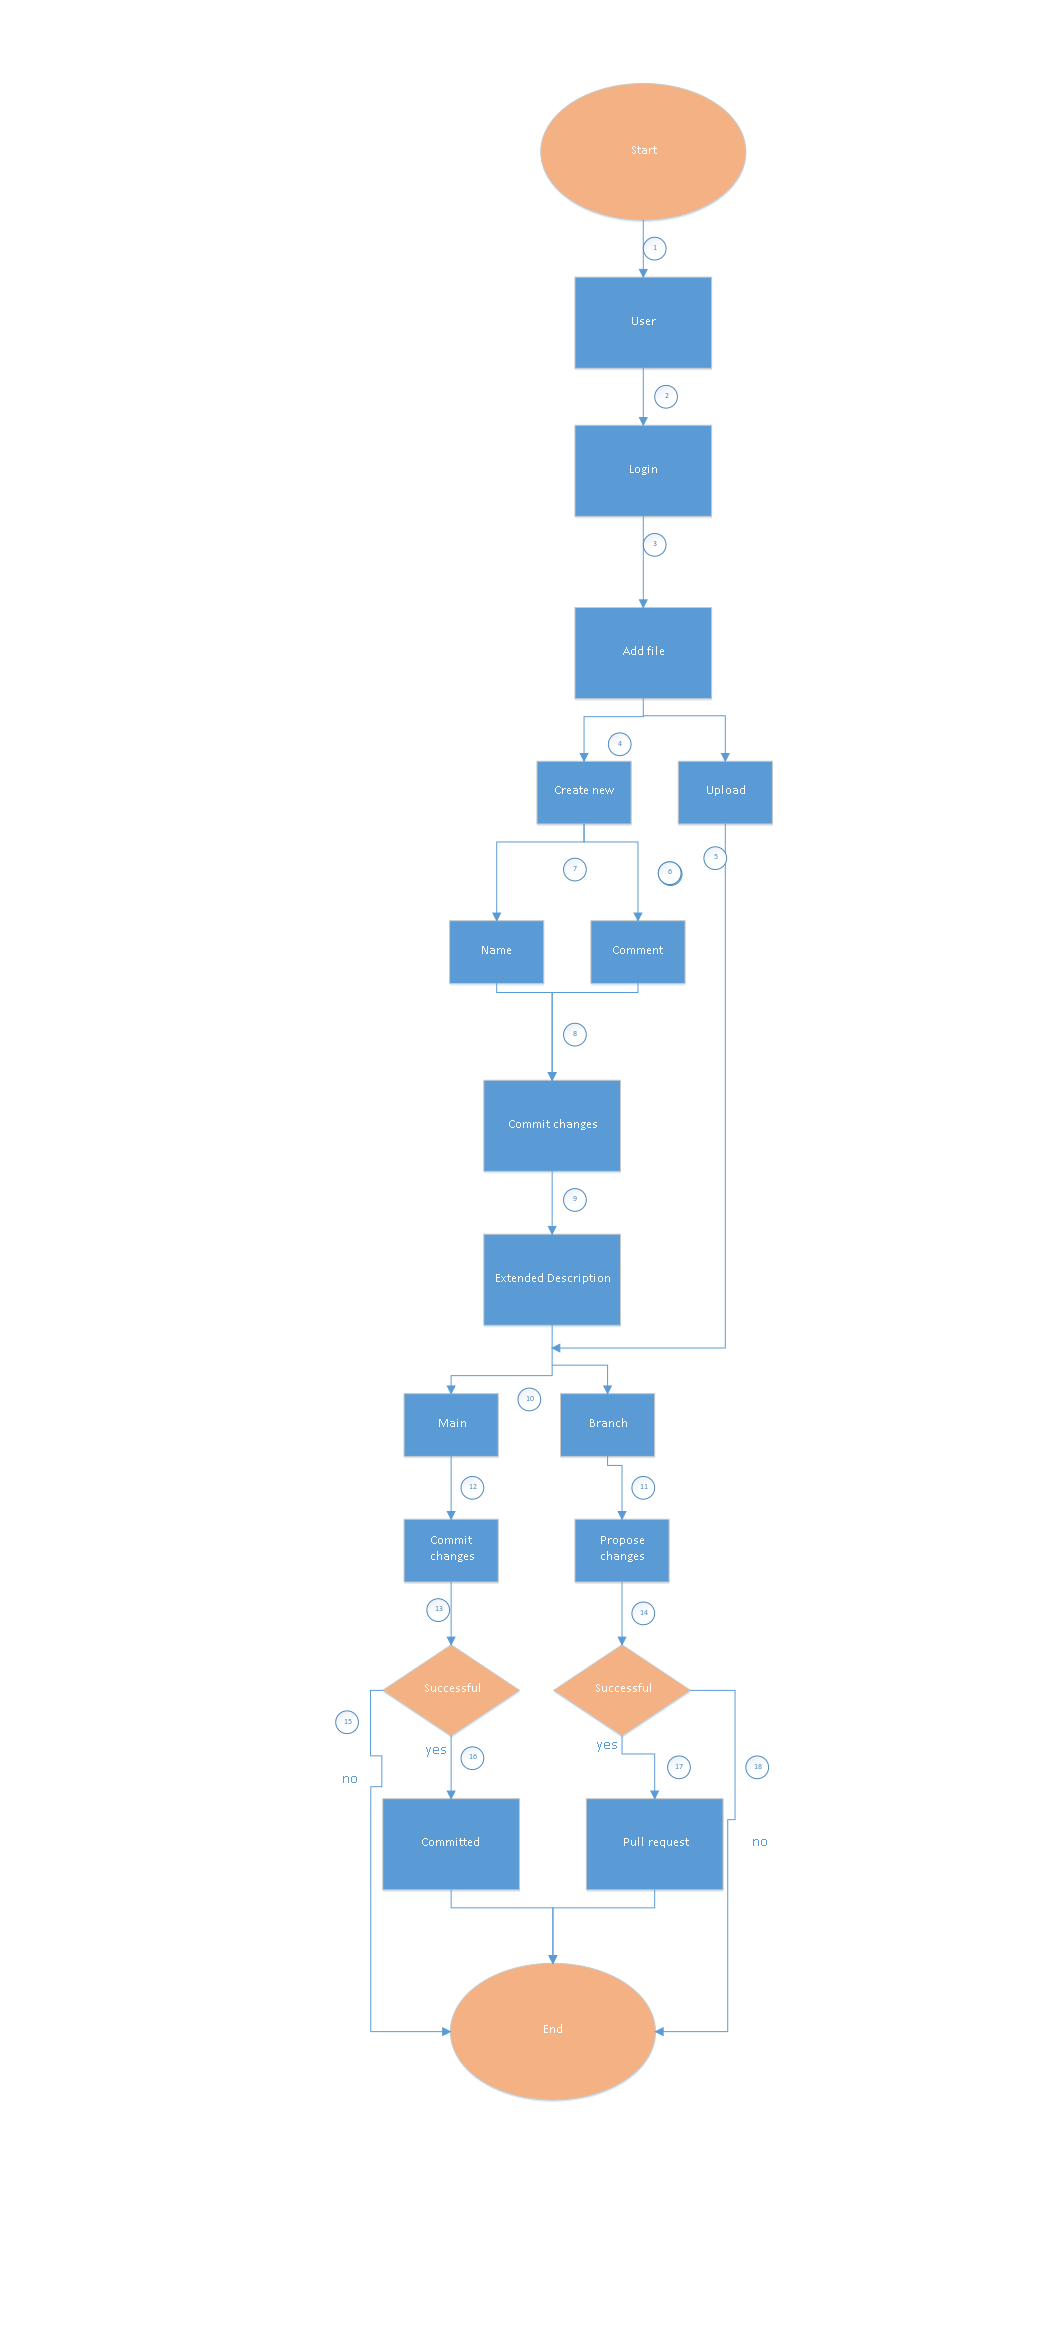 Start
1
User
2
Login
3
Add file
4
Create new
Upload
5
7
6
Name
Comment
8
Commit changes
9
Extended Description
10
Main
Branch
12
11
Commit
changes
Propose
changes
13
14
Successful
Successful
15
yes
16
yes
17
18
no
Committed
Pull request
no
End